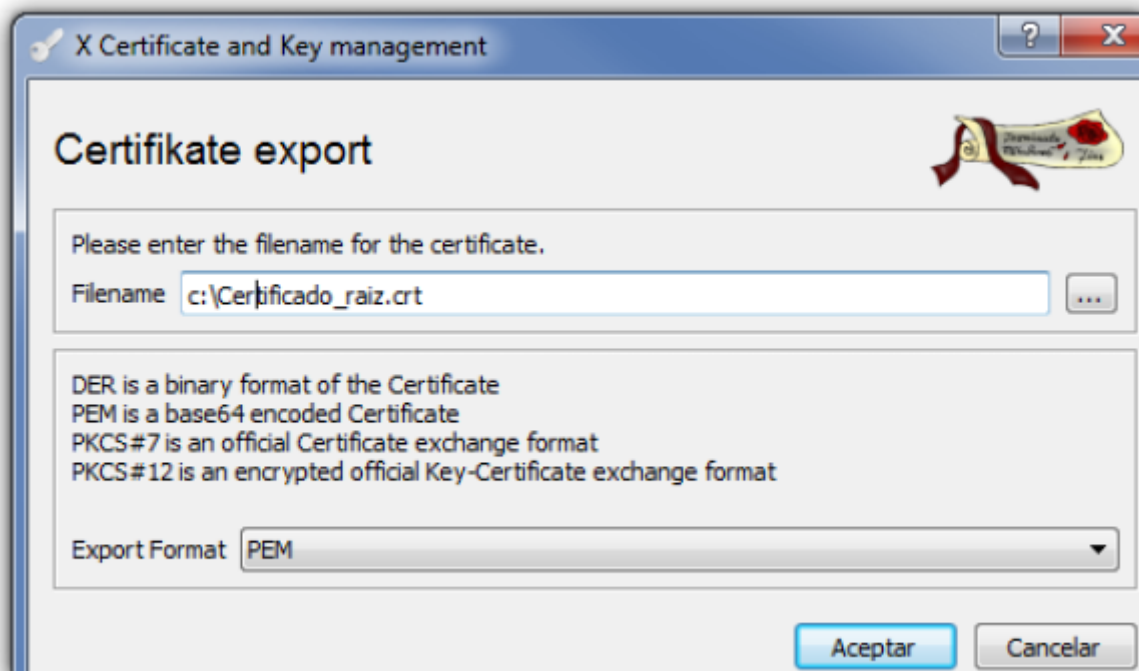 X Certificate and Key management
?
X
Certifikate export
Please enter the filename for the certificate.
Filename c:\Certificado_raiz.crt ...
DER is a binary format of the Certificate
PEM is a base64 encoded Certificate
PKCS#7 is an official Certificate exchange format
PKCS#12 is an encrypted official Key-Certificate exchange format
Export Format PEM
Aceptar Cancelar